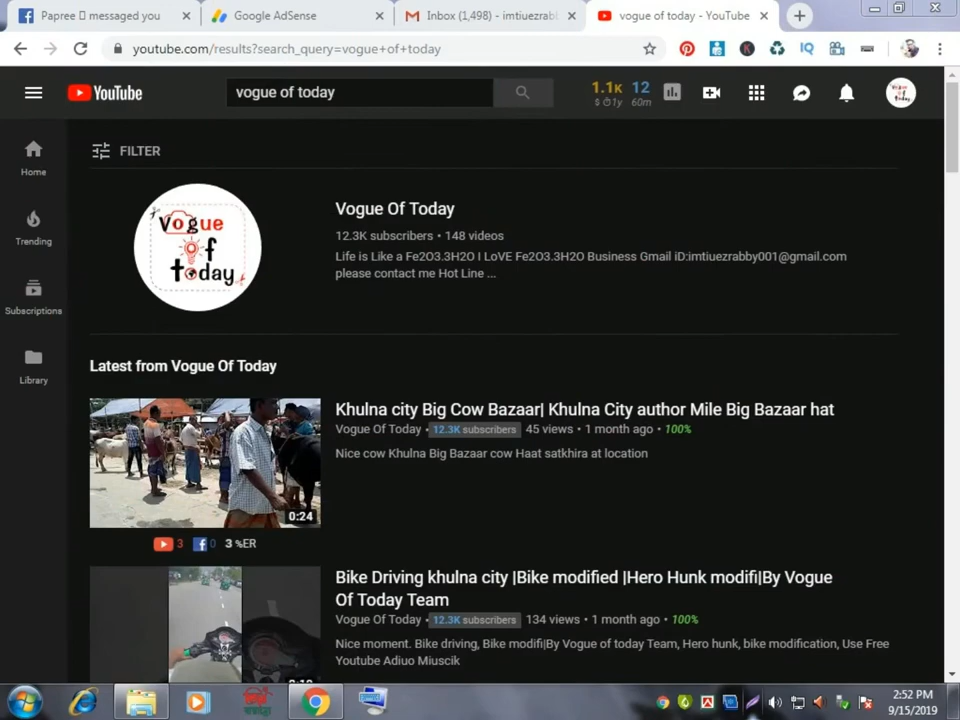 Papree messaged you
Google AdSense
Inbox (1,498) - imtiuezrabb
vogue of today - YouTube
youtube.com/results?search_query=vogue+of+today
YouTube
vogue of today
1.1K 12
$ 1y 60m
Home
Trending
Subscriptions
Library
FILTER
Vogue
of
today
Vogue Of Today
12.3K subscribers • 148 videos
Life is Like a Fe2O3.3H2O I LoVE Fe2O3.3H2O Business Gmail iD:imtiuezrabby001@gmail.com
please contact me Hot Line ...
Latest from Vogue Of Today
0:24
Khulna city Big Cow Bazaar| Khulna City author Mile Big Bazaar hat
Vogue Of Today • 12.3K subscribers 45 views • 1 month ago • 100%
Nice cow Khulna Big Bazaar cow Haat satkhira at location
3 0 3 %ER
Bike Driving khulna city |Bike modified |Hero Hunk modifi|By Vogue
Of Today Team
Vogue Of Today • 12.3K subscribers 134 views • 1 month ago • 100%
Nice moment. Bike driving, Bike modifi|By Vogue of today Team, Hero hunk, bike modification, Use Free
Youtube Adiuo Miuscik
2:52 PM
9/15/2019